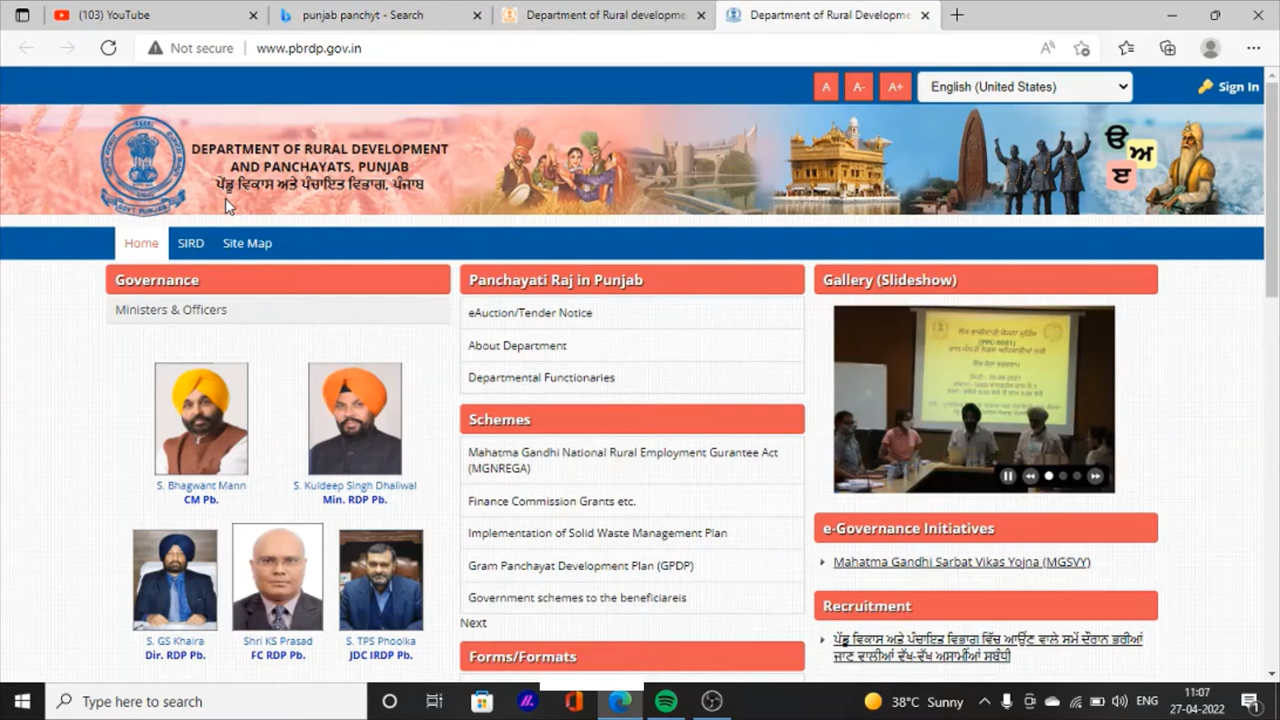 (103) YouTube
punjab panchyt - Search
Department of Rural developme
Department of Rural Developme
Not secure
www.pbrdp.gov.in
A
A-
A+
English (United States)
Sign In
DEPARTMENT OF RURAL DEVELOPMENT
AND PANCHAYATS, PUNJAB
ਪੇਂਡੂ ਵਿਕਾਸ ਅਤੇ ਪੰਚਾਇਤ ਵਿਭਾਗ, ਪੰਜਾਬ
GOVT PUNJAB
ੳ
ਅ
ੲ
Home
SIRD
Site Map
Governance
Ministers & Officers
S. Bhagwant Mann
CM Pb.
S. Kuldeep Singh Dhaliwal
Min. RDP Pb.
S. GS Khaira
Dir. RDP Pb.
Shri KS Prasad
FC RDP Pb.
S. TPS Phoolka
JDC IRDP Pb.
Panchayati Raj in Punjab
eAuction/Tender Notice
About Department
Departmental Functionaries
Schemes
Mahatma Gandhi National Rural Employment Gurantee Act
(MGNREGA)
Finance Commission Grants etc.
Implementation of Solid Waste Management Plan
Gram Panchayat Development Plan (GPDP)
Government schemes to the beneficiareis
Next
Forms/Formats
Gallery (Slideshow)
(PPC-2021)
e-Governance Initiatives
Mahatma Gandhi Sarbat Vikas Yojna (MGSVY)
Recruitment
ਪੇਂਡੂ ਵਿਕਾਸ ਅਤੇ ਪੰਚਾਇਤ ਵਿਭਾਗ ਵਿੱਚ ਆਉਂਣ ਵਾਲੇ ਸਮੇਂ ਦੌਰਾਨ ਭਰੀਆਂ
ਜਾਣ ਵਾਲੀਆਂ ਵੱਖ-ਵੱਖ ਅਸਾਮੀਆਂ ਸਬੰਧੀ
Type here to search
38°C Sunny
ENG
11:07
27-04-2022